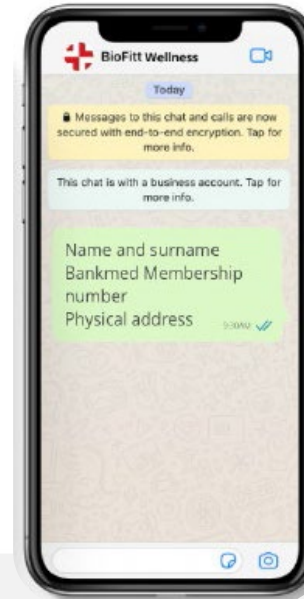 BioFitt Wellness
Today
Messages to this chat and calls are now
secured with end-to-end encryption. Tap for
more info.
This chat is with a business account. Tap for
more info.
Name and surname
Bankmed Membership
number
Physical address
9:30AM